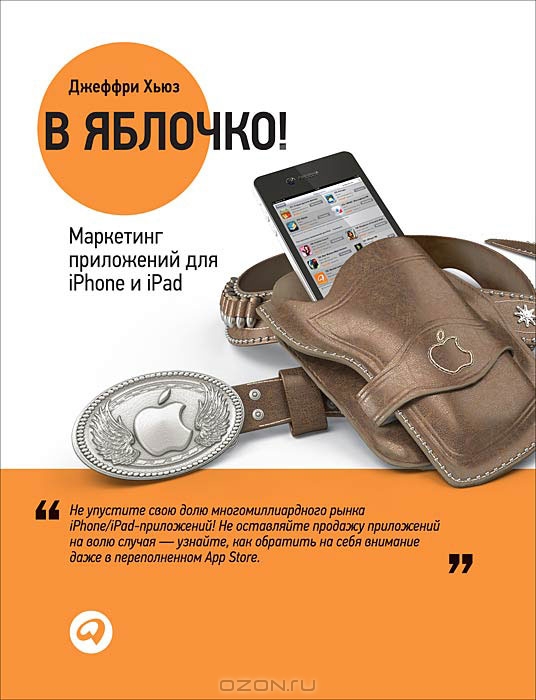 Джеффри Хьюз
В ЯБЛОЧКО!
Маркетинг
приложений для
iPhone и iPad
“ Не упустите свою долю многомиллиардного рынка
iPhone/iPad-приложений! Не оставляйте продажу приложений
на волю случая — узнайте, как обратить на себя внимание
даже в переполненном App Store. ”
OZON.RU